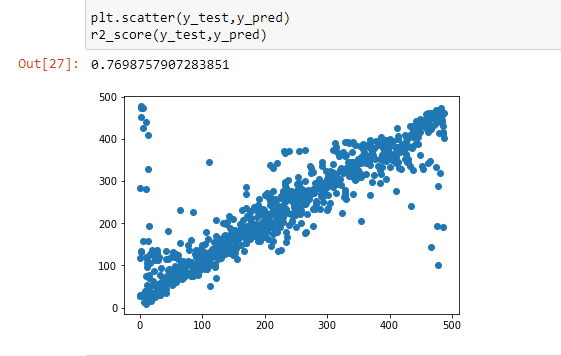 plt.scatter(y_test,y_pred)
r2_score(y_test,y_pred)
Out[27]: 0.7698757907283851
500
400
300
200
100
0
0 100 200 300 400 500